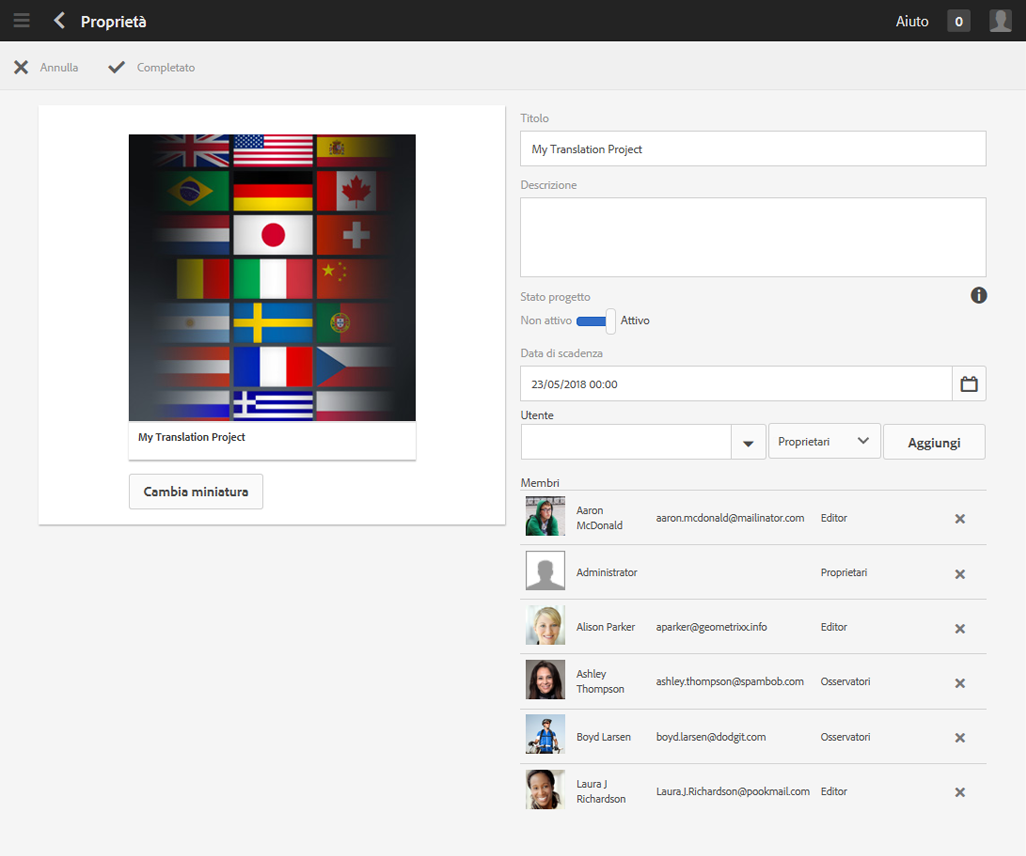 Proprietà
Aiuto
0
Annulla
Completato
My Translation Project
Cambia miniatura
Titolo
My Translation Project
Descrizione
Stato progetto
Non attivo
Attivo
Data di scadenza
23/05/2018 00:00
Utente
Proprietari
Aggiungi
Membri
Aaron
McDonald
aaron.mcdonald@mailinator.com
Editor
Administrator
Proprietari
Alison Parker
aparker@geometrixx.info
Editor
Ashley
Thompson
ashley.thompson@spambob.com
Osservatori
Boyd Larsen
boyd.larsen@dodgit.com
Osservatori
Laura J
Richardson
Laura.J.Richardson@pookmail.com
Editor